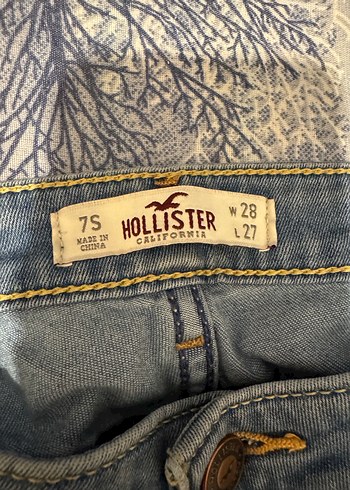 7S
MADE IN
CHINA
HOLLISTER
CALIFORNIA
W 28
L 27